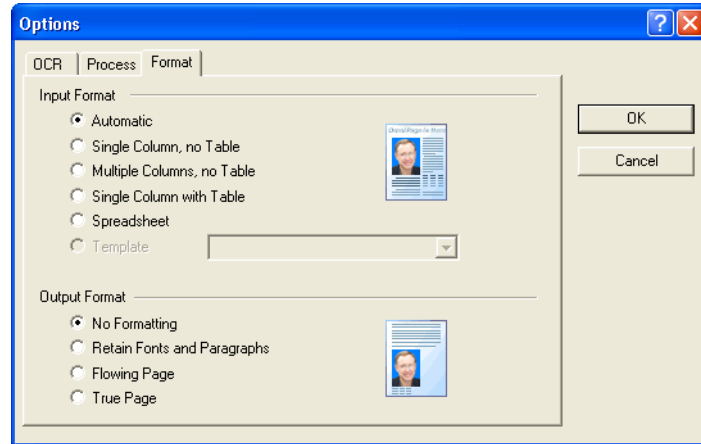 Options
OCR
Process
Format
Input Format
Automatic
Single Column, no Table
Multiple Columns, no Table
Single Column with Table
Spreadsheet
Template
Output Format
No Formatting
Retain Fonts and Paragraphs
Flowing Page
True Page
OK
Cancel